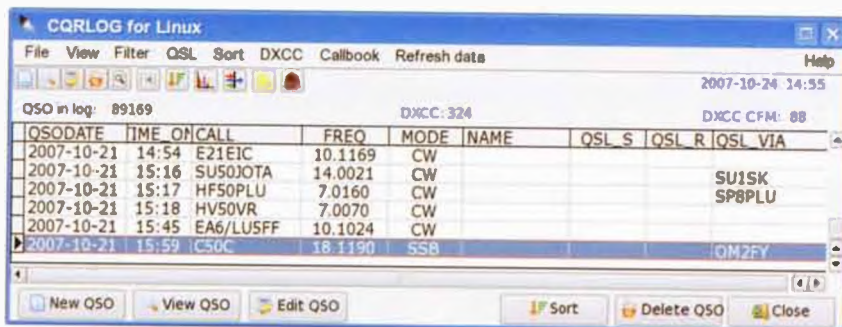 CQRLOG for Linux
File View Filter QSL Sort DXCC Callbook Refresh data Help
2007-10-24 14:55
QSO in log: 89169 DXCC: 324 DXCC CFM: 88
QSODATE TIME_ON CALL FREQ MODE NAME QSL_S QSL_R QSL_VIA
2007-10-21 14:54 E21EIC 10.1169 CW
2007-10-21 15:16 SU50JOTA 14.0021 CW SU1SK
2007-10-21 15:17 HF50PLU 7.0160 CW SP8PLU
2007-10-21 15:18 HV50VR 7.0070 CW
2007-10-21 15:45 EA6/LU5FF 10.1024 CW
2007-10-21 15:59 C50C 18.1190 SSB OM2FY
New QSO View QSO Edit QSO Sort Delete QSO Close